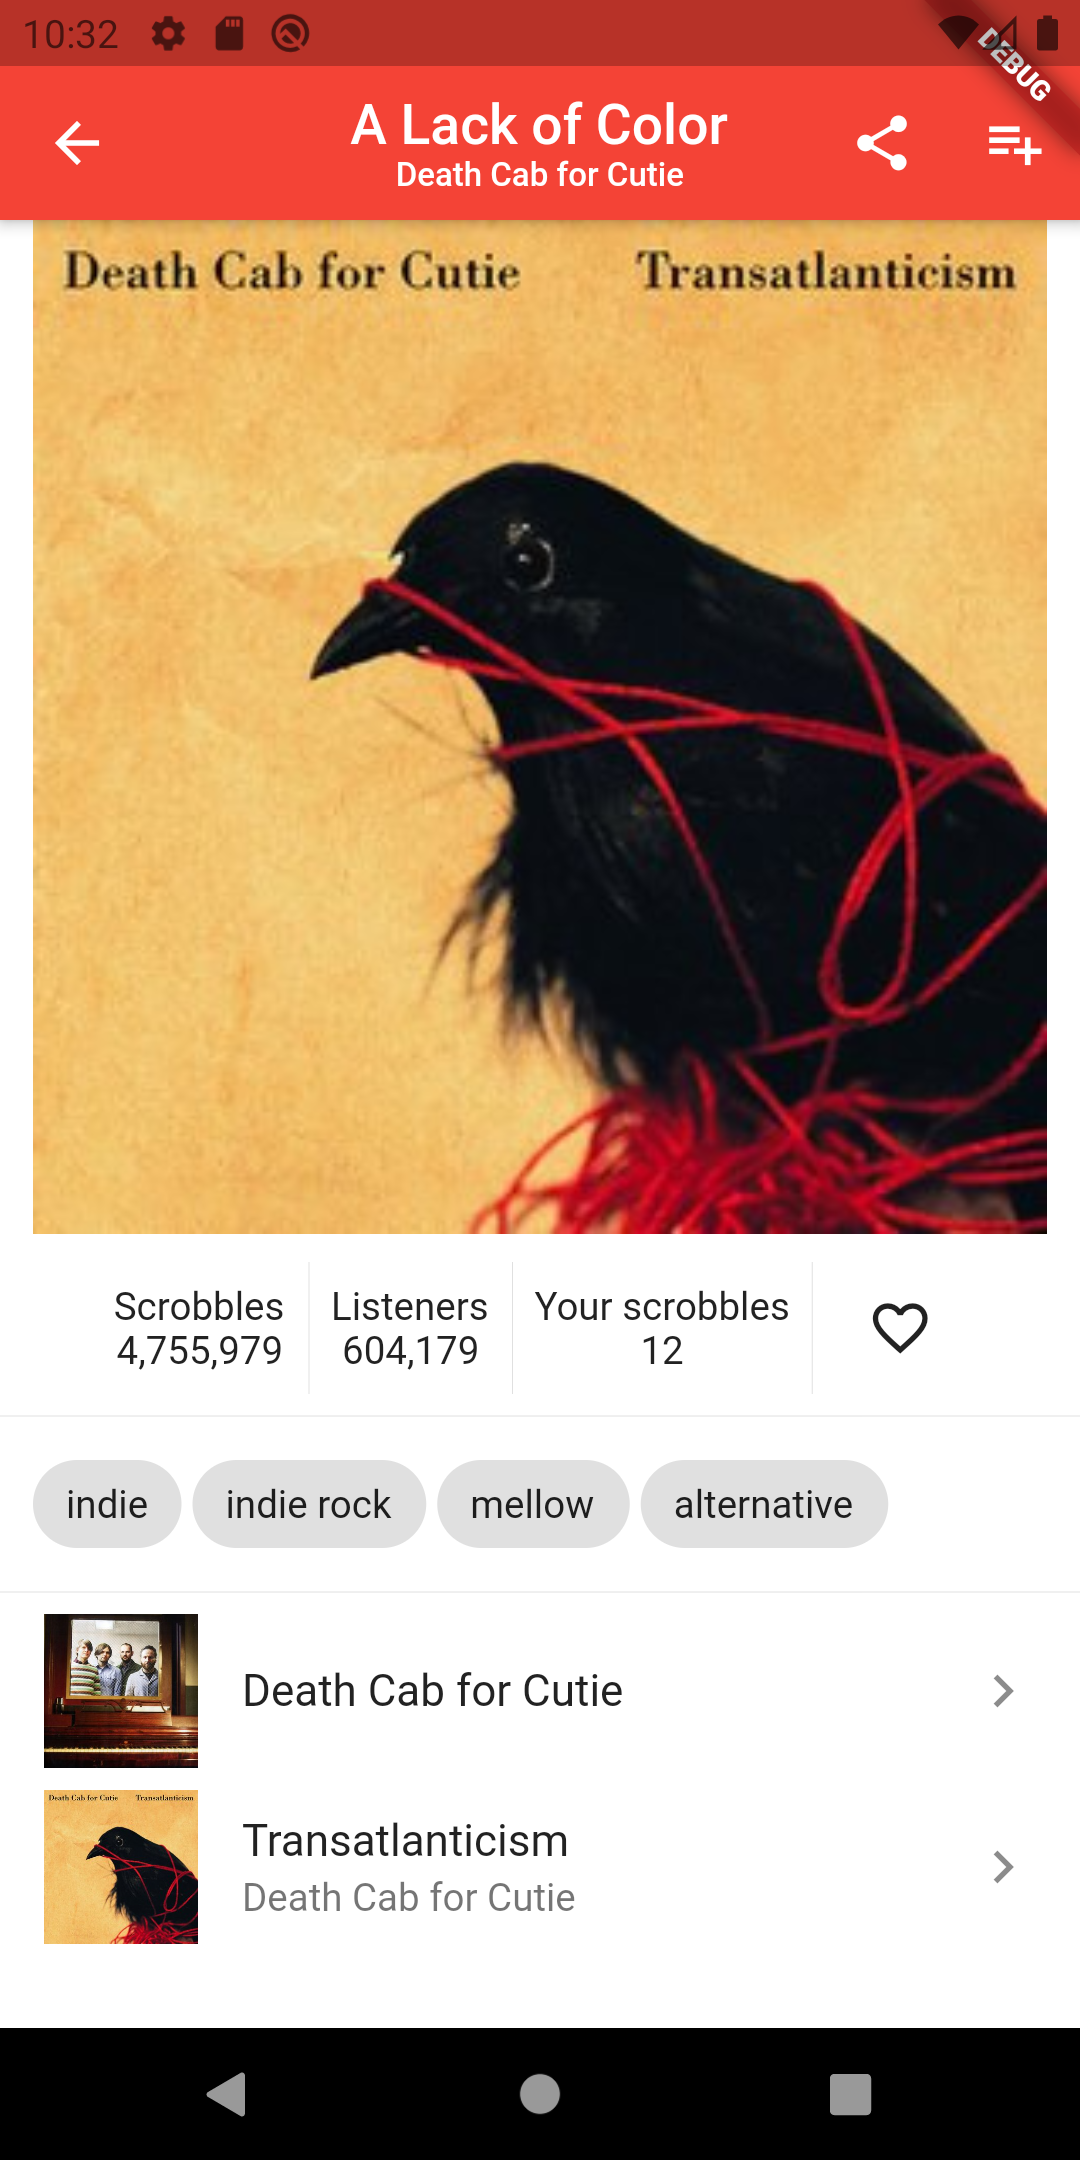 10:32
DEBUG
A Lack of Color
Death Cab for Cutie
Death Cab for Cutie Transatlanticism
Scrobbles
4,755,979
Listeners
604,179
Your scrobbles
12
indie
indie rock
mellow
alternative
Death Cab for Cutie
Death Cab for Cutie Transatlanticism
Transatlanticism
Death Cab for Cutie